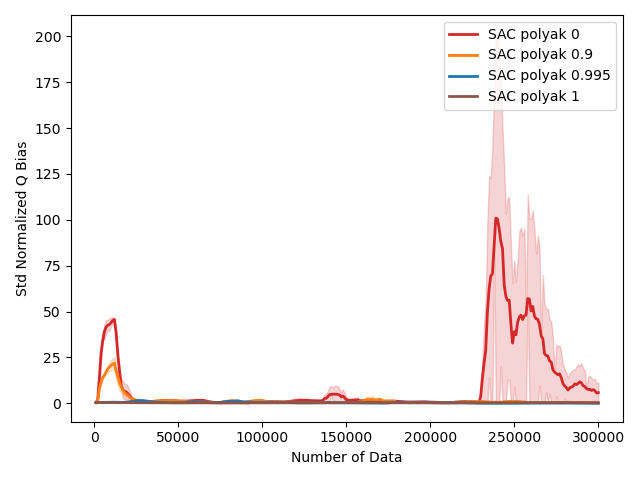 SAC polyak 0
SAC polyak 0.9
SAC polyak 0.995
SAC polyak 1
Std Normalized Q Bias
200
175
150
125
100
75
50
25
0
0 50000 100000 150000 200000 250000 300000
Number of Data